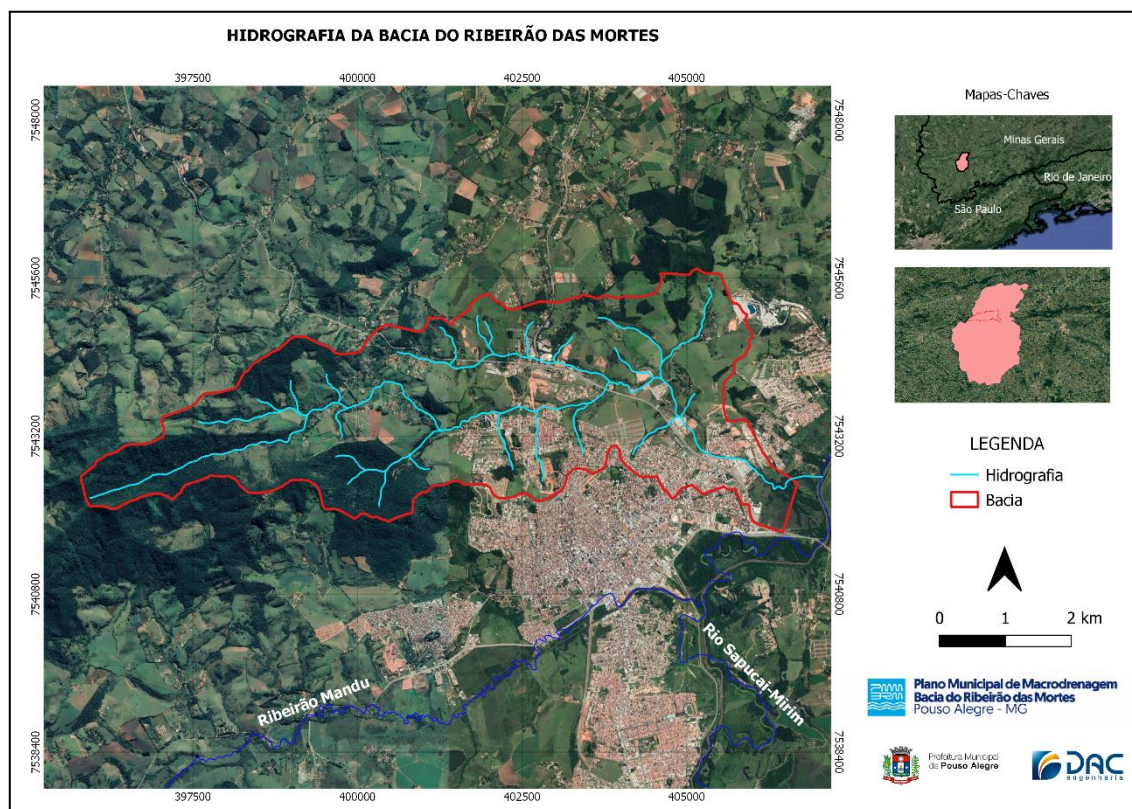 HIDROGRAFIA DA BACIA DO RIBEIRÃO DAS MORTES
397500 400000 402500 405000
7548000
7545600
7543200
7540800
7538400
7548000
7545600
7543200
7540800
7538400
Ribeirão Mandu
Rio Sapucaí-Mirim
397500 400000 402500 405000
Mapas-Chaves
Minas Gerais
Rio de Janeiro
São Paulo
LEGENDA
Hidrografia
Bacia
0 1 2 km
Plano Municipal de Macrodrenagem
Bacia do Ribeirão das Mortes
Pouso Alegre - MG
Prefeitura Municipal
de Pouso Alegre
DAC
engenharia